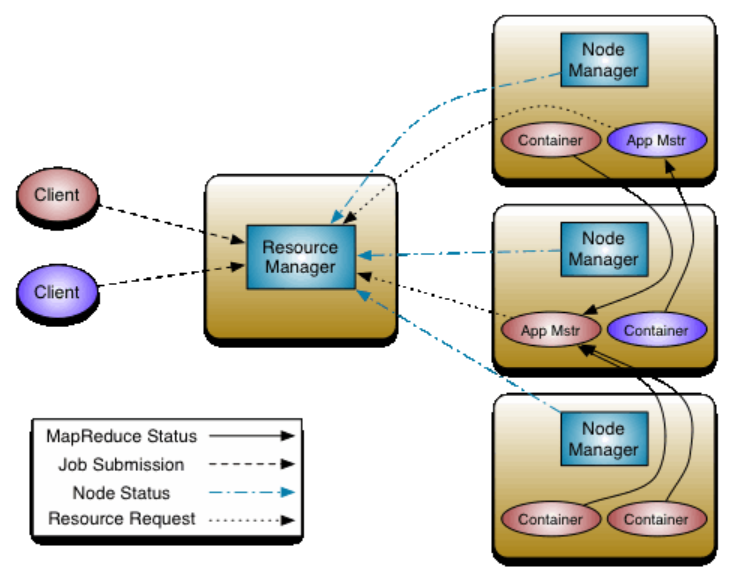 Node
Manager
Container
App Mstr
Client
Client
Resource
Manager
Node
Manager
App Mstr
Container
Node
Manager
Container
Container
MapReduce Status
Job Submission
Node Status
Resource Request